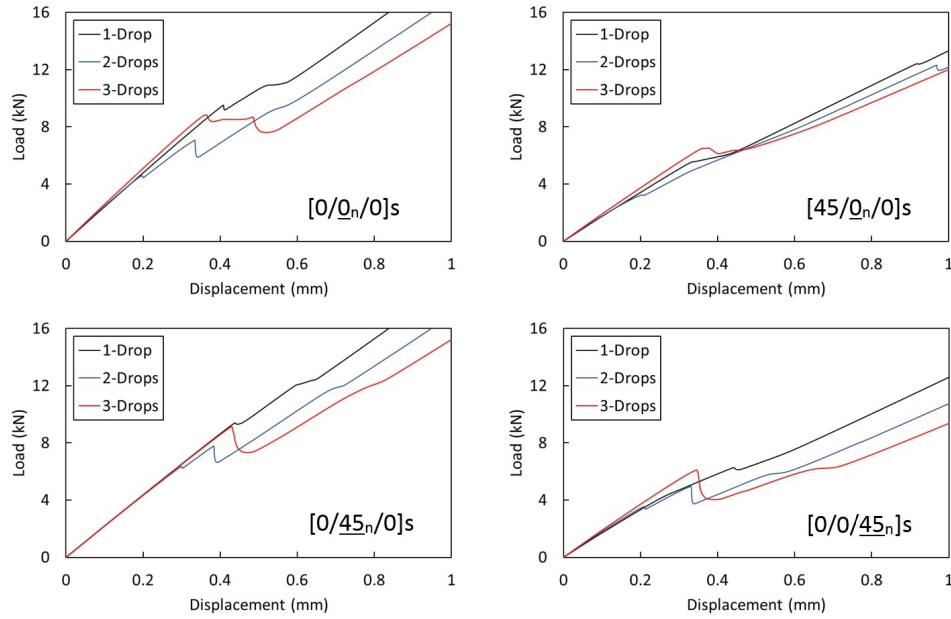 16
12
8
4
0
Load (kN)
1-Drop
2-Drops
3-Drops
[0/0n/0]s
0 0.2 0.4 0.6 0.8 1
Displacement (mm)
16
12
8
4
0
Load (kN)
1-Drop
2-Drops
3-Drops
[45/0n/0]s
0 0.2 0.4 0.6 0.8 1
Displacement (mm)
16
12
8
4
0
Load (kN)
1-Drop
2-Drops
3-Drops
[0/45n/0]s
0 0.2 0.4 0.6 0.8 1
Displacement (mm)
16
12
8
4
0
Load (kN)
1-Drop
2-Drops
3-Drops
[0/0/45n]s
0 0.2 0.4 0.6 0.8 1
Displacement (mm)